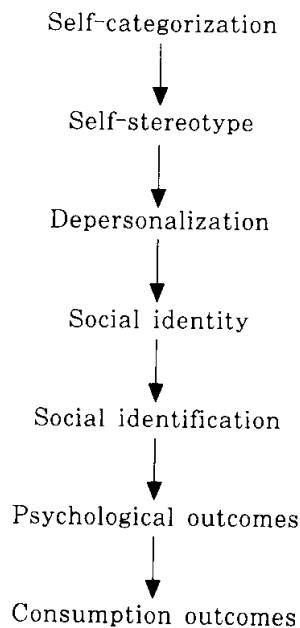 Self-categorization
Self-stereotype
Depersonalization
Social identity
Social identification
Psychological outcomes
Consumption outcomes